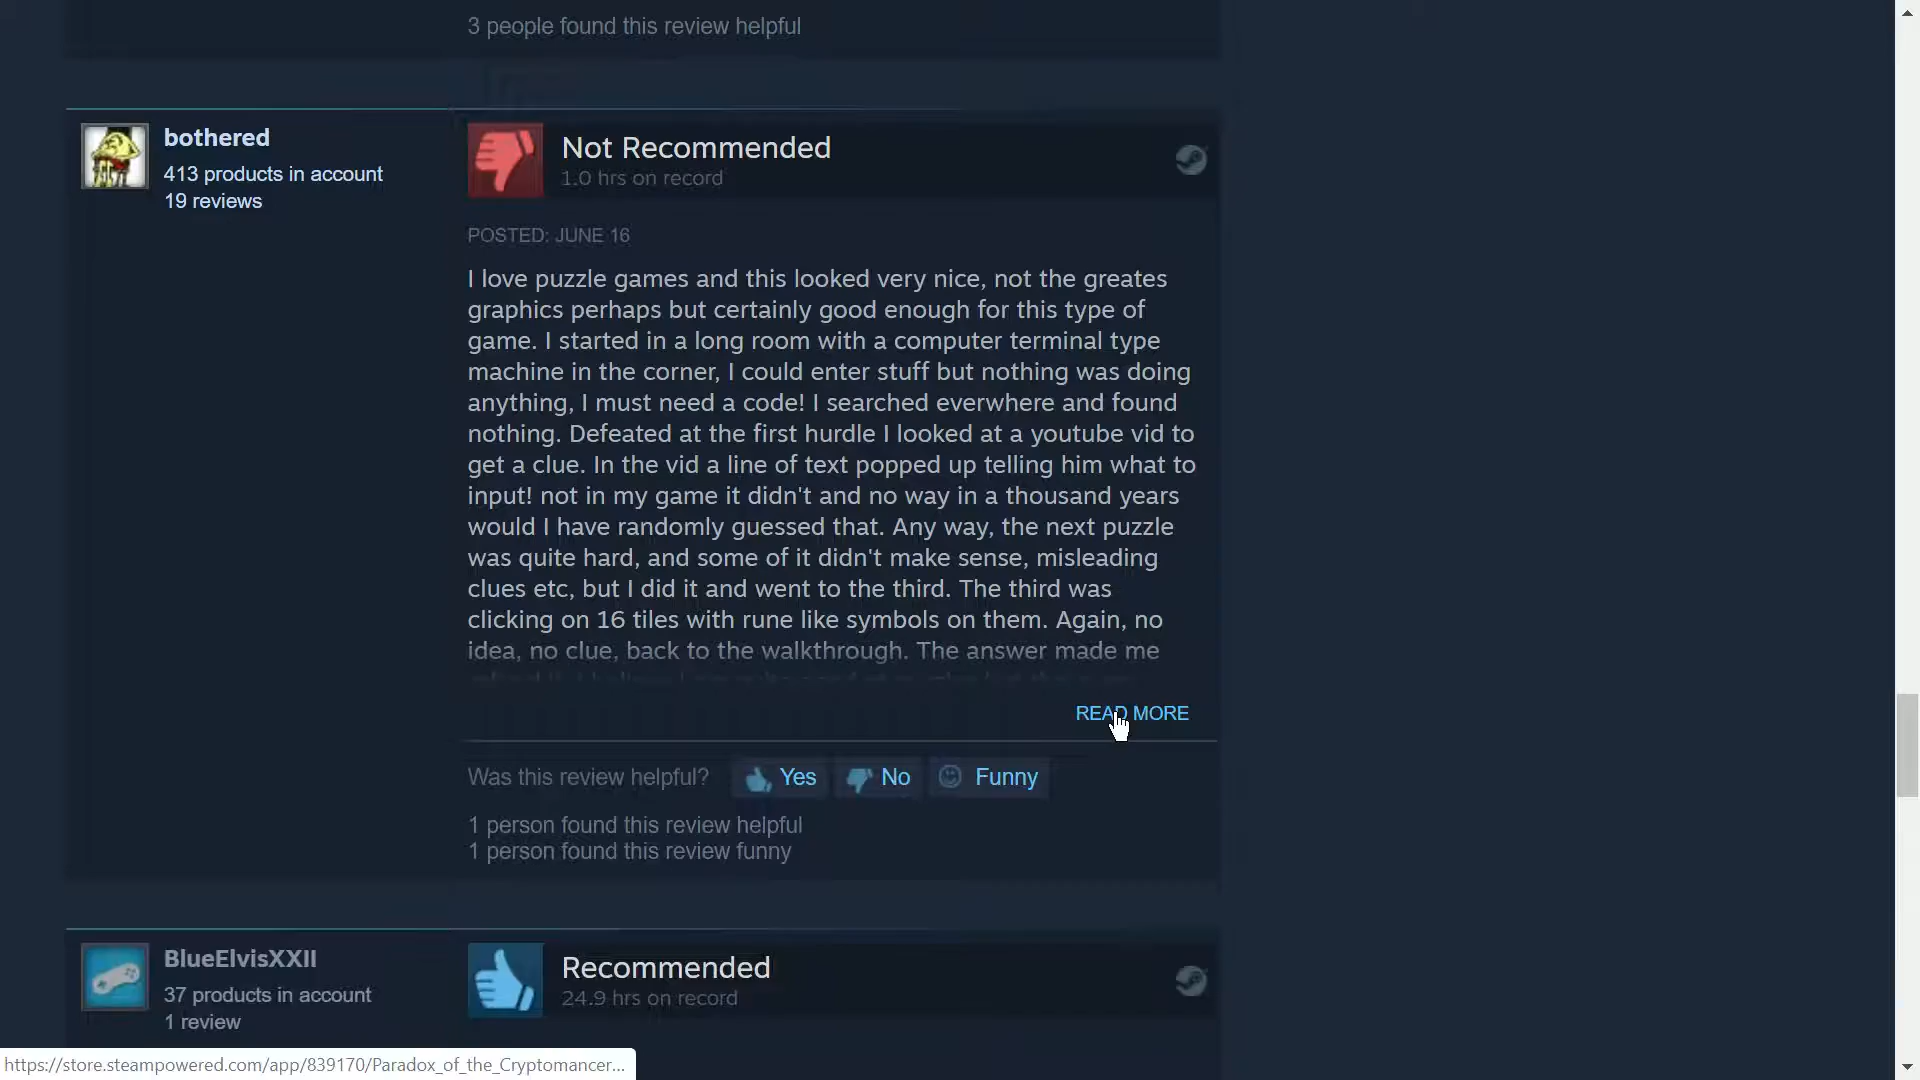 3 people found this review helpful
bothered
413 products in account
19 reviews
Not Recommended
1.0 hrs on record
POSTED: JUNE 16
I love puzzle games and this looked very nice, not the greates
graphics perhaps but certainly good enough for this type of
game. I started in a long room with a computer terminal type
machine in the corner, I could enter stuff but nothing was doing
anything, I must need a code! I searched everwhere and found
nothing. Defeated at the first hurdle I looked at a youtube vid to
get a clue. In the vid a line of text popped up telling him what to
input! not in my game it didn't and no way in a thousand years
would I have randomly guessed that. Any way, the next puzzle
was quite hard, and some of it didn't make sense, misleading
clues etc, but I did it and went to the third. The third was
clicking on 16 tiles with rune like symbols on them. Again, no
idea, no clue, back to the walkthrough. The answer made me
READ MORE
Was this review helpful? Yes No Funny
1 person found this review helpful
1 person found this review funny
BlueElvisXXII
37 products in account
1 review
Recommended
24.9 hrs on record
https://store.steampowered.com/app/839170/Paradox_of_the_Cryptomancer...